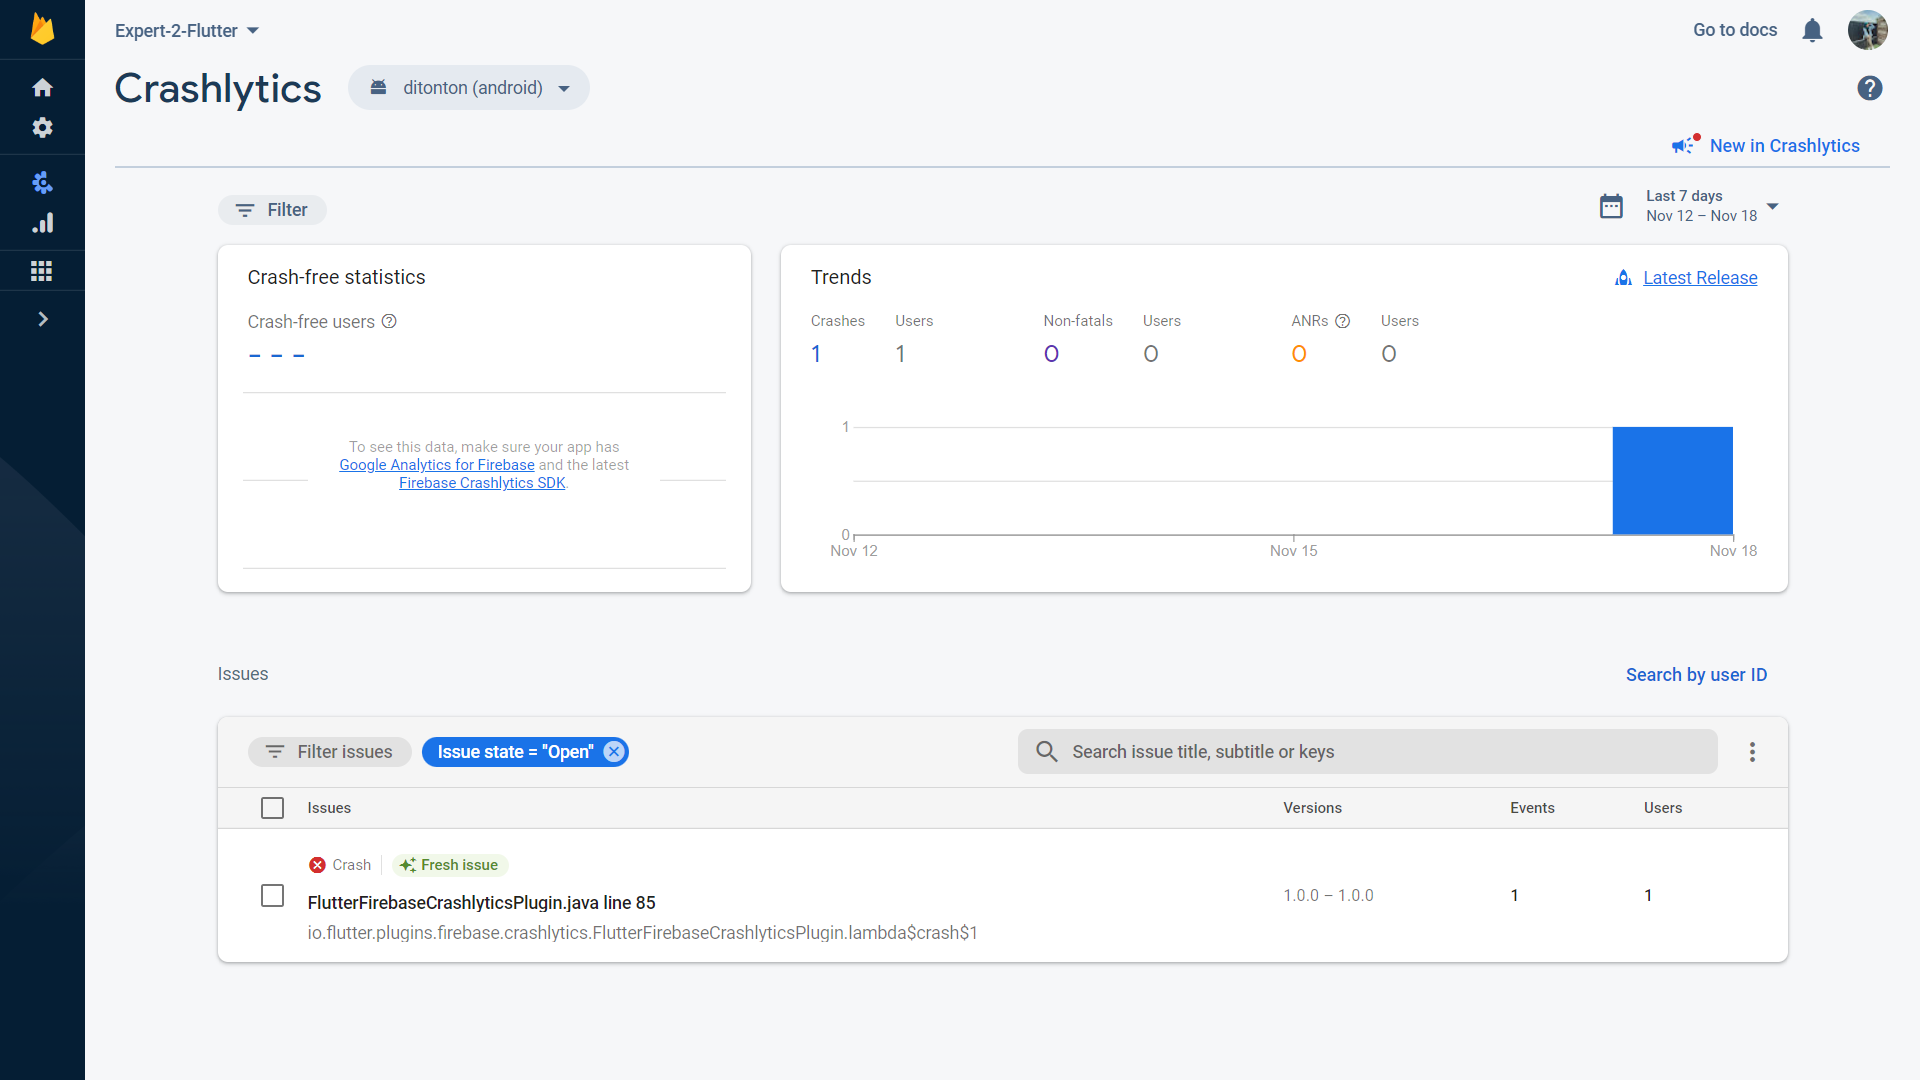 Expert-2-Flutter
Go to docs
Crashlytics
ditonton (android)
New in Crashlytics
Filter
Last 7 days
Nov 12 – Nov 18
Crash-free statistics
Crash-free users
- - -
To see this data, make sure your app has
Google Analytics for Firebase and the latest
Firebase Crashlytics SDK.
Trends
Latest Release
Crashes Users Non-fatals Users ANRs Users
1 1 0 0 0 0
1
0
Nov 12 Nov 15 Nov 18
Issues
Search by user ID
Filter issues
Issue state = "Open"
Search issue title, subtitle or keys
Issues Versions Events Users
Crash Fresh issue
FlutterFirebaseCrashlyticsPlugin.java line 85
io.flutter.plugins.firebase.crashlytics.FlutterFirebaseCrashlyticsPlugin.lambda$crash$1
1.0.0 – 1.0.0 1 1